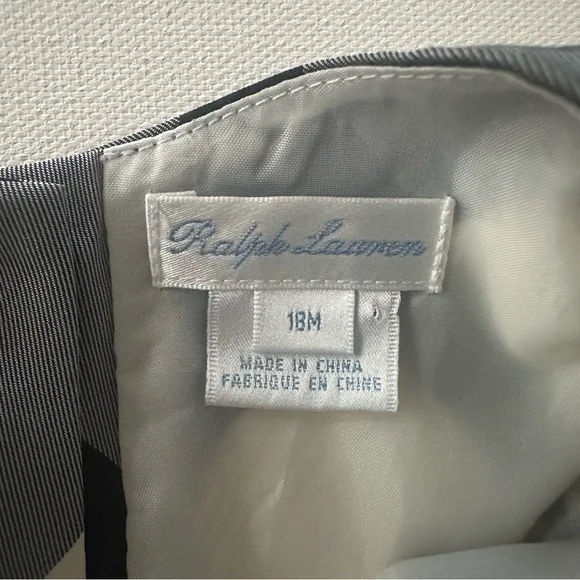 Ralph Lauren
18M
MADE IN CHINA
FABRIQUE EN CHINE